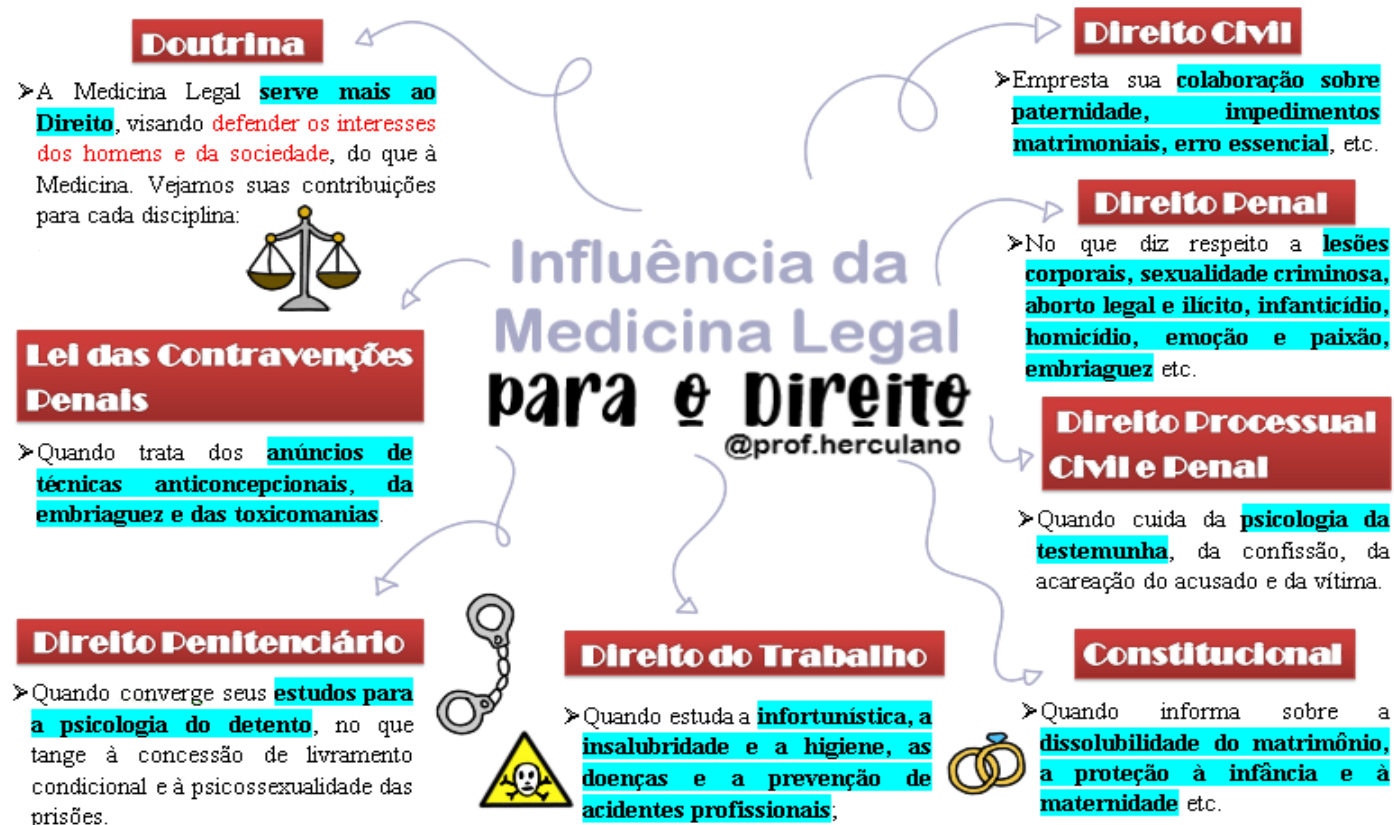 Doutrina
➢A Medicina Legal serve mais ao
Direito, visando defender os interesses
dos homens e da sociedade, do que à
Medicina. Vejamos suas contribuições
para cada disciplina:
Direito Civil
➢Empresta sua colaboração sobre
paternidade, impedimentos
matrimoniais, erro essencial, etc.
Influência da
Medicina Legal
para o Direito
@prof.herculano
Direito Penal
➢No que diz respeito a lesões
corporais, sexualidade criminosa,
aborto legal e ilícito, infanticídio,
homicídio, emoção e paixão,
embriaguez etc.
Lei das Contravenções
Penais
➢Quando trata dos anúncios de
técnicas anticoncepcionais, da
embriaguez e das toxicomanias.
Direito Processual
Civil e Penal
➢Quando cuida da psicologia da
testemunha, da confissão, da
acareação do acusado e da vítima.
Direito Penitenciário
➢Quando converge seus estudos para
a psicologia do detento, no que
tange à concessão de livramento
condicional e à psicossexualidade das
prisões.
Direito do Trabalho
➢Quando estuda a infortunística, a
insalubridade e a higiene, as
doenças e a prevenção de
acidentes profissionais;
Constitucional
➢Quando informa sobre a
dissolubilidade do matrimônio,
a proteção à infância e à
maternidade etc.